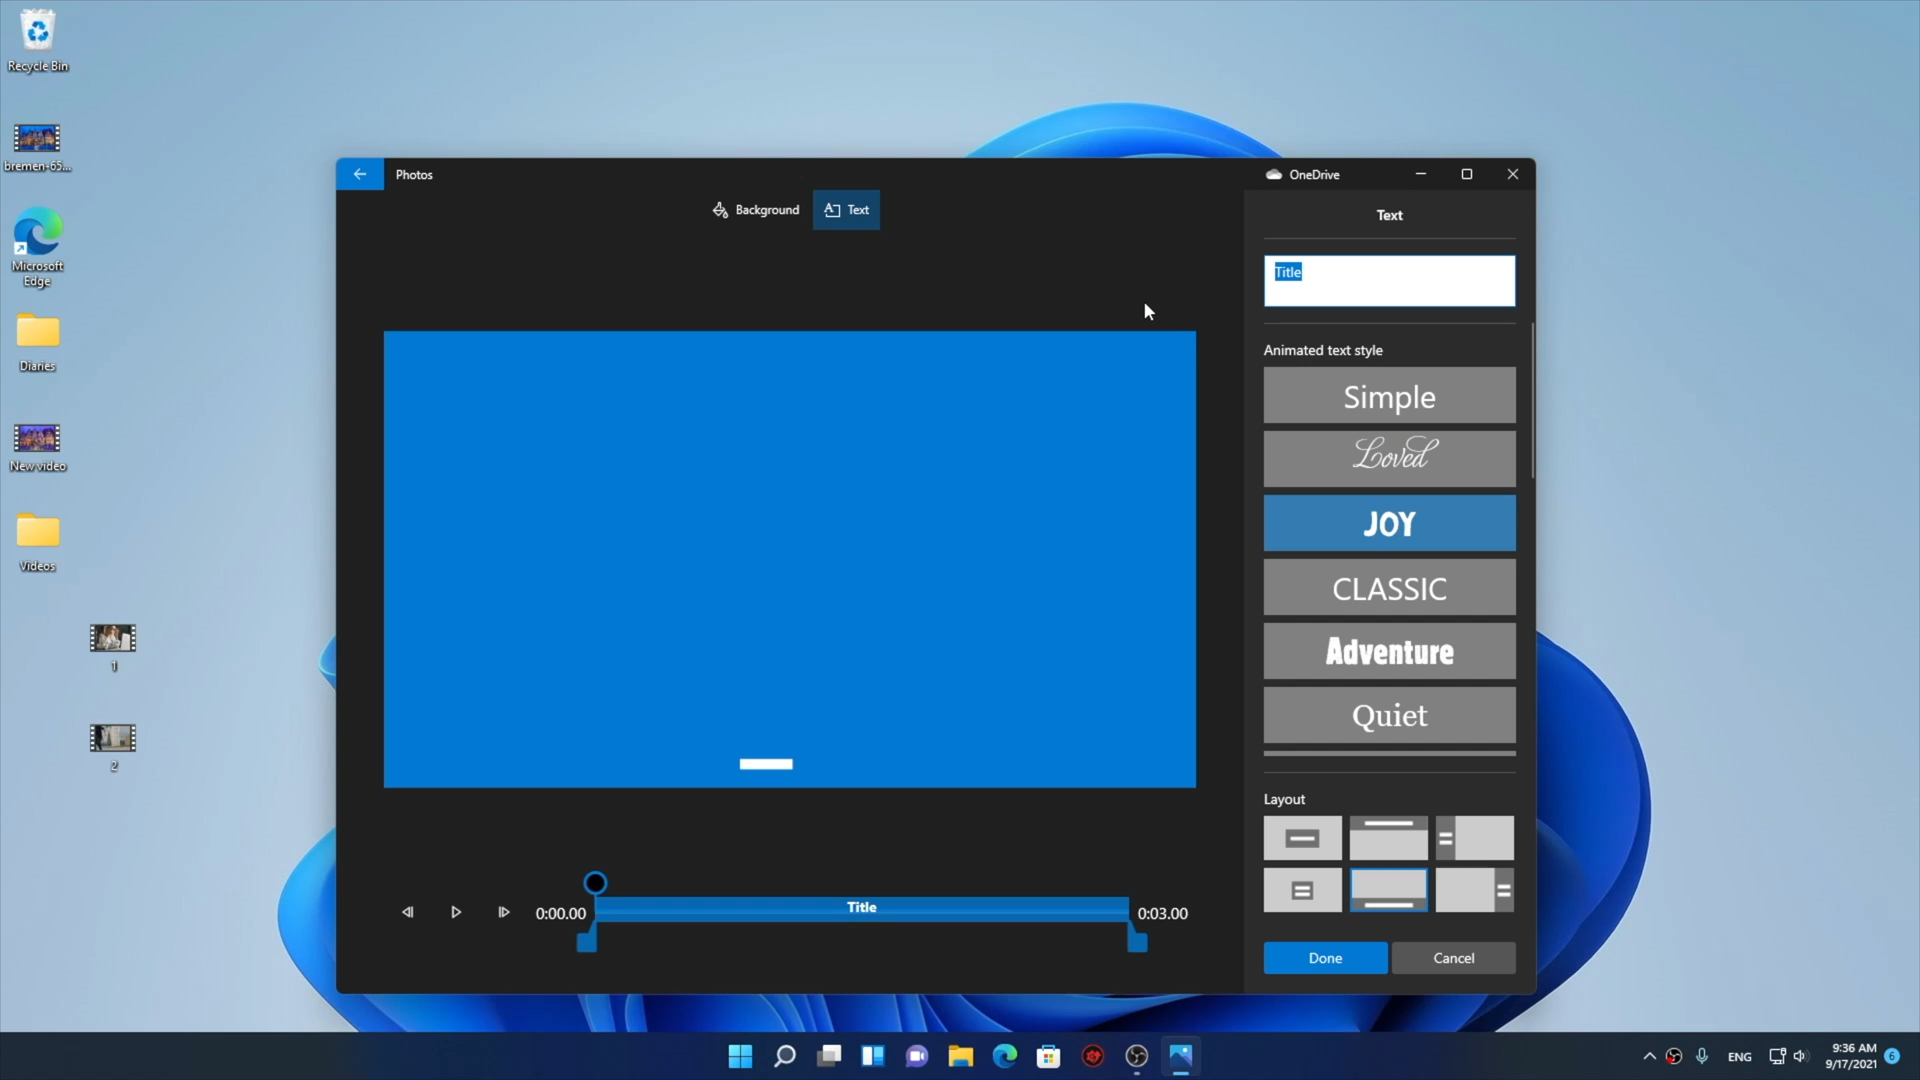 Recycle Bin
bremen-65...
Microsoft
Edge
Diaries
New video
Videos
1
2
Photos
OneDrive
Background
Text
Text
Title
Animated text style
Simple
Loved
JOY
CLASSIC
Adventure
Quiet
Layout
0:00.00
Title
0:03.00
Done
Cancel
ENG
9:36 AM
9/17/2021
6